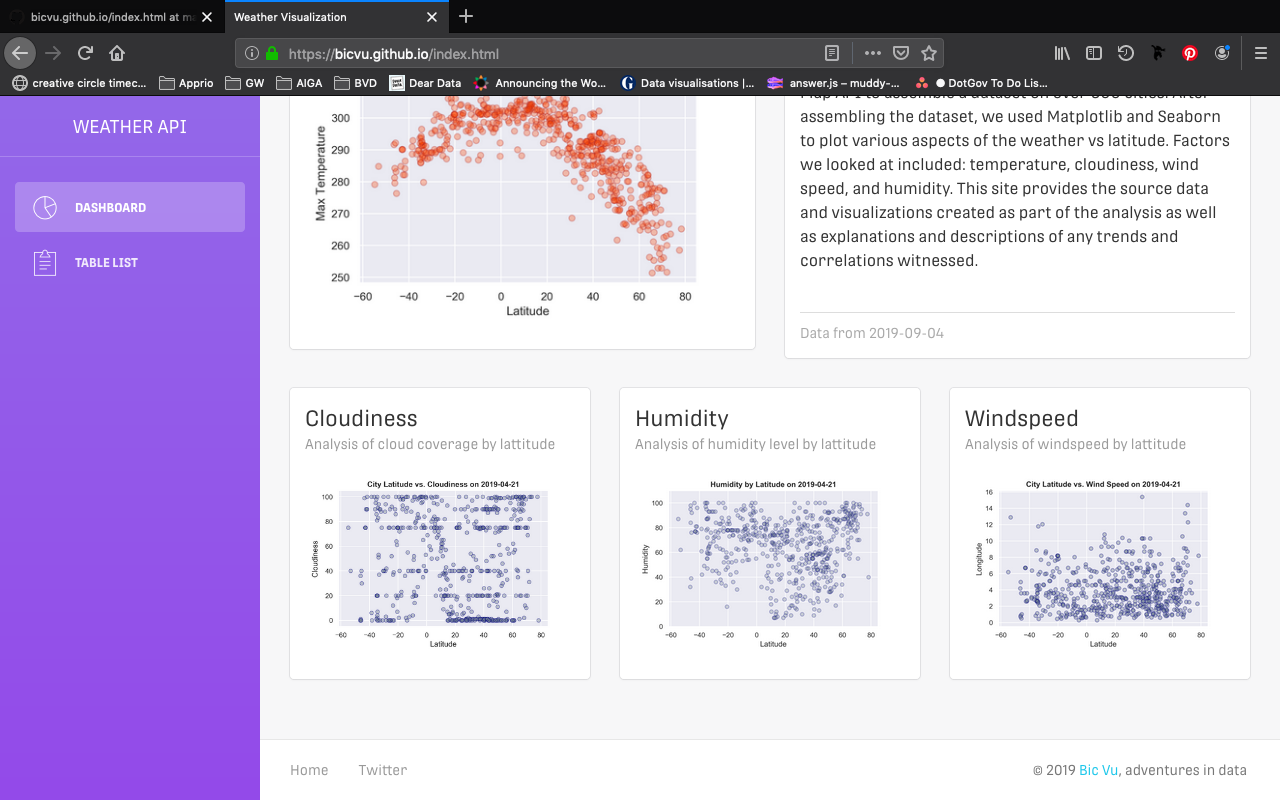 bicvu.github.io/index.html at ma
Weather Visualization
https://bicvu.github.io/index.html
creative circle timec...
Apprio
GW
AIGA
BVD
Dear Data
Announcing the Wo...
Data visualisations |...
answer.js – muddy-...
DotGov To Do Lis...
WEATHER API
DASHBOARD
TABLE LIST
300
290
280
270
260
250
Max Temperature
−60 −40 −20 0 20 40 60 80
Latitude
assembling the dataset, we used Matplotlib and Seaborn
to plot various aspects of the weather vs latitude. Factors
we looked at included: temperature, cloudiness, wind
speed, and humidity. This site provides the source data
and visualizations created as part of the analysis as well
as explanations and descriptions of any trends and
correlations witnessed.
Data from 2019-09-04
Cloudiness
Analysis of cloud coverage by lattitude
City Latitude vs. Cloudiness on 2019-04-21
100
80
60
40
20
0
Cloudiness
−60 −40 −20 0 20 40 60 80
Latitude
Humidity
Analysis of humidity level by lattitude
Humidity by Latitude on 2019-04-21
100
80
60
40
20
0
Humidity
−60 −40 −20 0 20 40 60 80
Latitude
Windspeed
Analysis of windspeed by lattitude
City Latitude vs. Wind Speed on 2019-04-21
16
14
12
10
8
6
4
2
0
Longitude
−60 −40 −20 0 20 40 60 80
Latitude
Home
Twitter
© 2019 Bic Vu, adventures in data